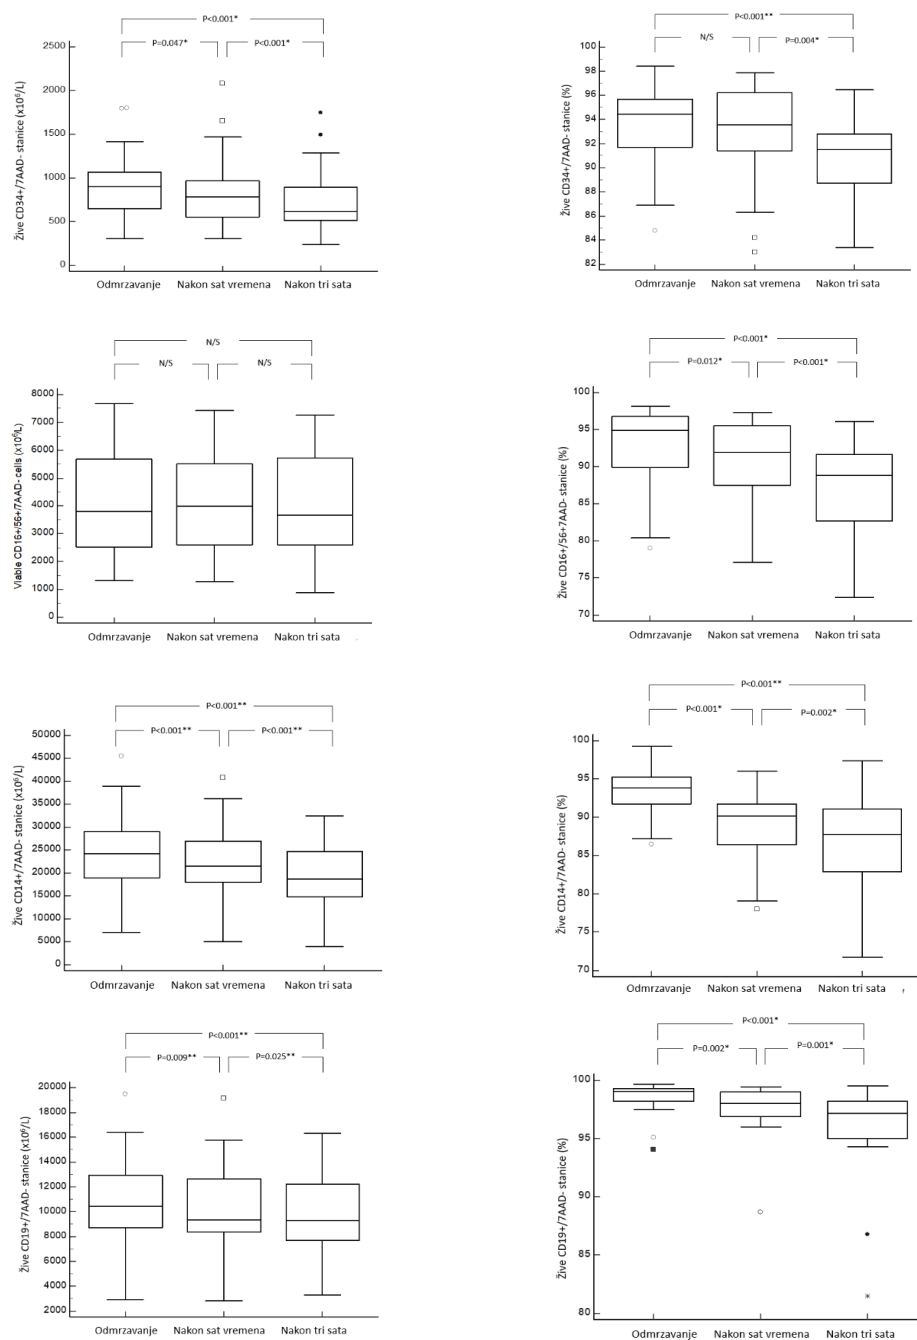 P<0.001*
P=0.047*
P<0.001*
Žive CD34+/7AAD- stanice (x10⁶/L)
2500
2000
1500
1000
500
0
Odmrzavanje
Nakon sat vremena
Nakon tri sata
P<0.001**
N/S
P=0.004*
Žive CD34+/7AAD- stanice (%)
100
98
96
94
92
90
88
86
84
82
Odmrzavanje
Nakon sat vremena
Nakon tri sata
N/S
N/S
N/S
Viable CD16+/56+/7AAD- cells (x10⁶/L)
8000
7000
6000
5000
4000
3000
2000
1000
0
Odmrzavanje
Nakon sat vremena
Nakon tri sata
P<0.001*
P=0.012*
P<0.001*
Žive CD16+/56+7AAD- stanice (%)
100
95
90
85
80
75
70
Odmrzavanje
Nakon sat vremena
Nakon tri sata
P<0.001**
P<0.001**
P<0.001**
Žive CD14+/7AAD- stanice (x10⁶/L)
50000
45000
40000
35000
30000
25000
20000
15000
10000
5000
0
Odmrzavanje
Nakon sat vremena
Nakon tri sata
P<0.001**
P<0.001*
P=0.002*
Žive CD14+/7AAD- stanice (%)
100
95
90
85
80
75
70
Odmrzavanje
Nakon sat vremena
Nakon tri sata
P<0.001**
P=0.009**
P=0.025**
Žive CD19+/7AAD- stanice (x10⁶/L)
20000
18000
16000
14000
12000
10000
8000
6000
4000
2000
Odmrzavanje
Nakon sat vremena
Nakon tri sata
P<0.001*
P=0.002*
P=0.001*
Žive CD19+/7AAD- stanice (%)
100
95
90
85
80
Odmrzavanje
Nakon sat vremena
Nakon tri sata